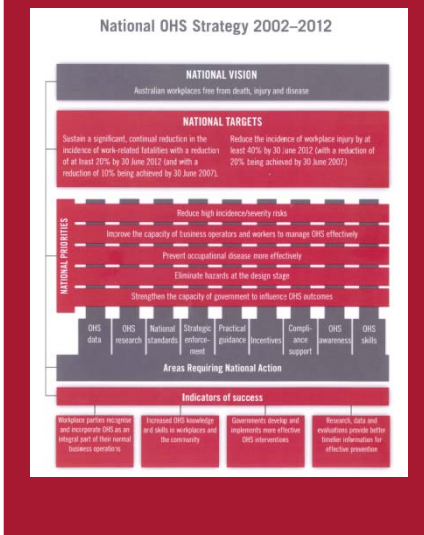 National OHS Strategy 2002–2012
NATIONAL VISION
Australian workplaces free from death, injury and disease
NATIONAL TARGETS
Sustain a significant, continual reduction in the
incidence of work-related fatalities with a reduction
of at least 20% by 30 June 2012 (and with a
reduction of 10% being achieved by 30 June 2007).
Reduce the incidence of workplace injury by at
least 40% by 30 June 2012 (with a reduction of
20% being achieved by 30 June 2007.)
NATIONAL PRIORITIES
Reduce high incidence/severity risks
Improve the capacity of business operators and workers to manage OHS effectively
Prevent occupational disease more effectively
Eliminate hazards at the design stage
Strengthen the capacity of government to influence OHS outcomes
OHS
data
OHS
research
National
standards
Strategic
enforce-
ment
Practical
guidance
Incentives
Compli-
ance
support
OHS
awareness
OHS
skills
Areas Requiring National Action
Indicators of success
Workplace parties recognise
and incorporate OHS as an
integral part of their normal
business operations
Increased OHS knowledge
and skills in workplaces and
the community
Governments develop and
implements more effective
OHS interventions
Research, data and
evaluations provide better
timelier information for
effective prevention